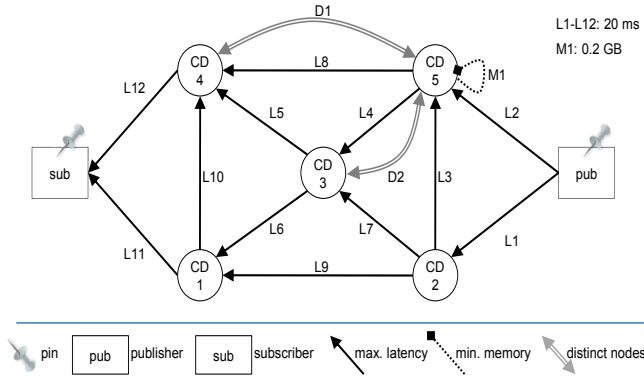 D1
L1-L12: 20 ms
M1: 0.2 GB
CD
4
L8
CD
5
M1
L12
L5
L4
L2
sub
L10
CD
3
D2
L3
pub
L11
L6
L7
L1
CD
1
L9
CD
2
pin
pub
publisher
sub
subscriber
max. latency
min. memory
distinct nodes